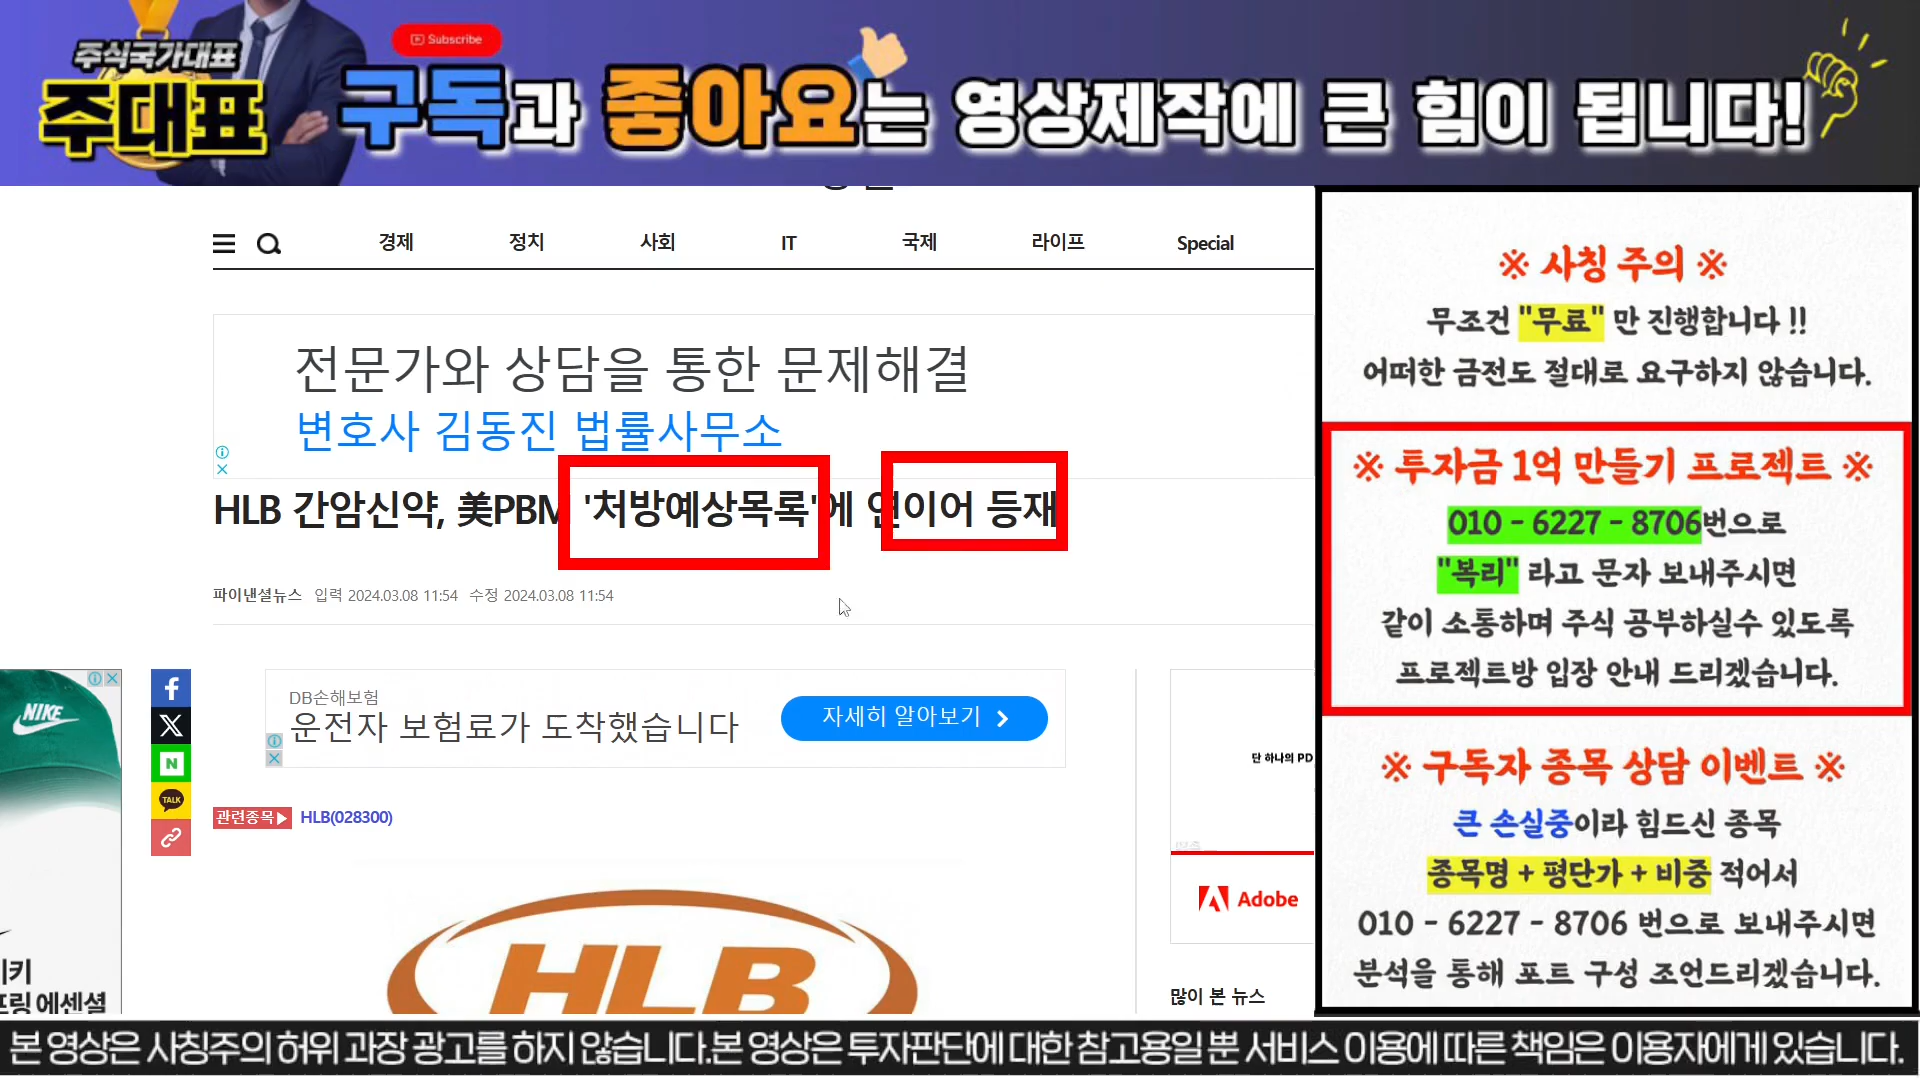 주식국가대표
주대표
Subscribe
구독과 좋아요는 영상제작에 큰 힘이 됩니다!
경제 정치 사회 IT 국제 라이프 Special
전문가와 상담을 통한 문제해결
변호사 김동진 법률사무소
HLB 간암신약, 美PBM '처방예상목록'에 연이어 등재
파이낸셜뉴스 입력 2024.03.08 11:54 수정 2024.03.08 11:54
NIKE
DB손해보험
운전자 보험료가 도착했습니다
자세히 알아보기
N
TALK
관련종목▶ HLB(028300)
HLB
단 하나의 PD
Adobe
많이 본 뉴스
※ 사칭 주의 ※
무조건 "무료" 만 진행합니다 !!
어떠한 금전도 절대로 요구하지 않습니다.
※ 투자금 1억 만들기 프로젝트 ※
010 - 6227 - 8706번으로
"복리" 라고 문자 보내주시면
같이 소통하며 주식 공부하실수 있도록
프로젝트방 입장 안내 드리겠습니다.
※ 구독자 종목 상담 이벤트 ※
큰 손실중이라 힘드신 종목
종목명 + 평단가 + 비중 적어서
010 - 6227 - 8706 번으로 보내주시면
분석을 통해 포트 구성 조언드리겠습니다.
본 영상은 사칭주의 허위 과장 광고를 하지 않습니다.본 영상은 투자판단에 대한 참고용일 뿐 서비스 이용에 따른 책임은 이용자에게 있습니다.